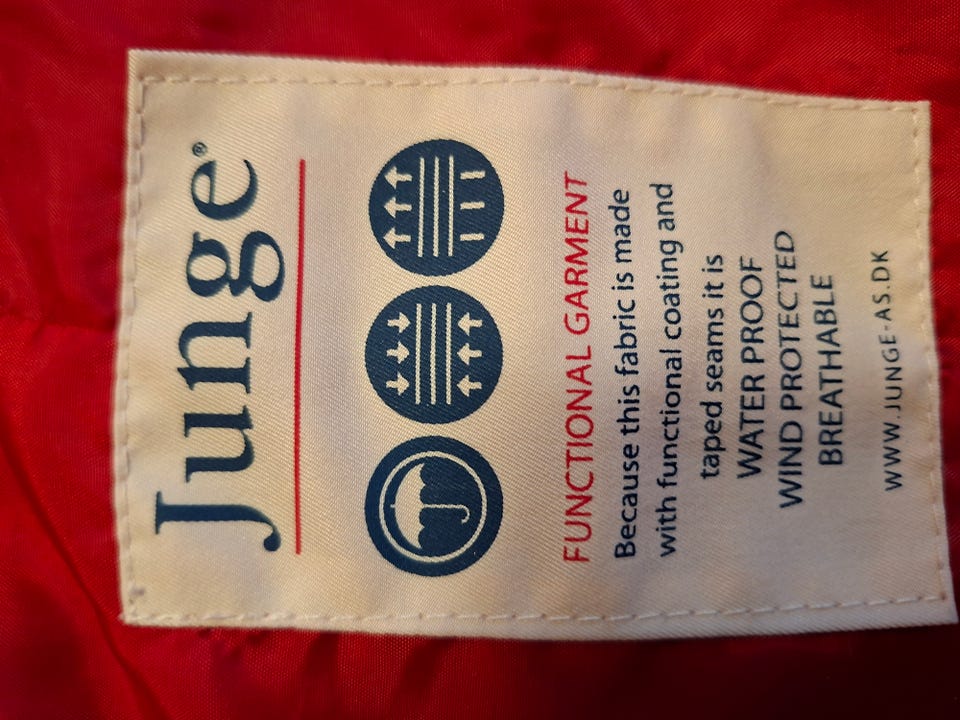 Junge®
FUNCTIONAL GARMENT
Because this fabric is made
with functional coating and
taped seams it is
WATER PROOF
WIND PROTECTED
BREATHABLE
WWW.JUNGE-AS.DK